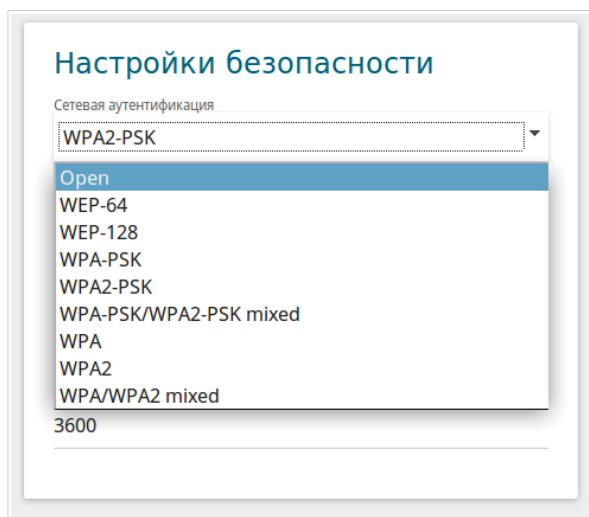 Настройки безопасности
Сетевая аутентификация
WPA2-PSK
Open
WEP-64
WEP-128
WPA-PSK
WPA2-PSK
WPA-PSK/WPA2-PSK mixed
WPA
WPA2
WPA/WPA2 mixed
3600